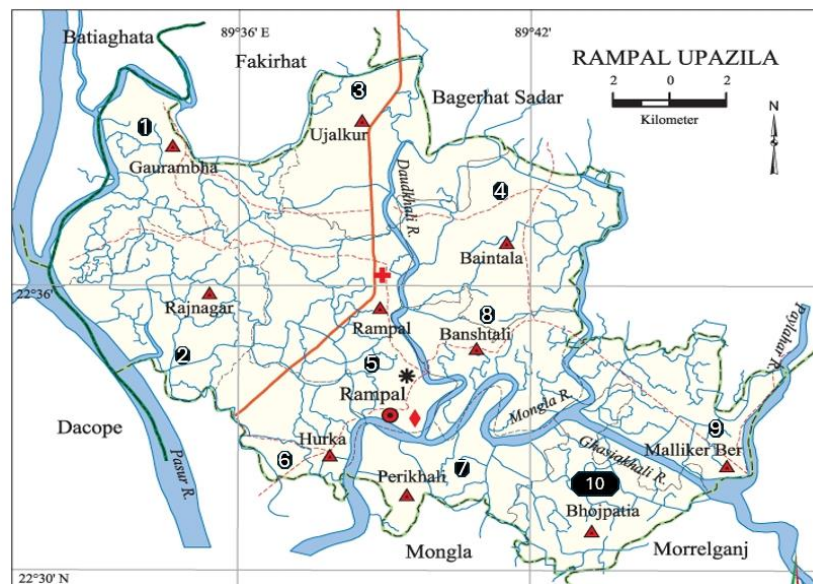 89°36' E
89°42'
Batiaghata
Fakirhat
RAMPAL UPAZILA
2 0 2
Kilometer
N
3
Bagerhat Sadar
Ujalkur
1
Gaurambha
Daudkhali R.
4
Baintala
22°36'
Rajnagar
Rampal
8
Banshtali
Paylahar R.
2
5
Rampal
Mongla R.
Dacope
Pasur R.
Hurka
6
Perikhali
7
Ghasiakhali R.
9
Malliker Ber
10
Bhojpatia
Mongla
Morrelganj
22°30' N